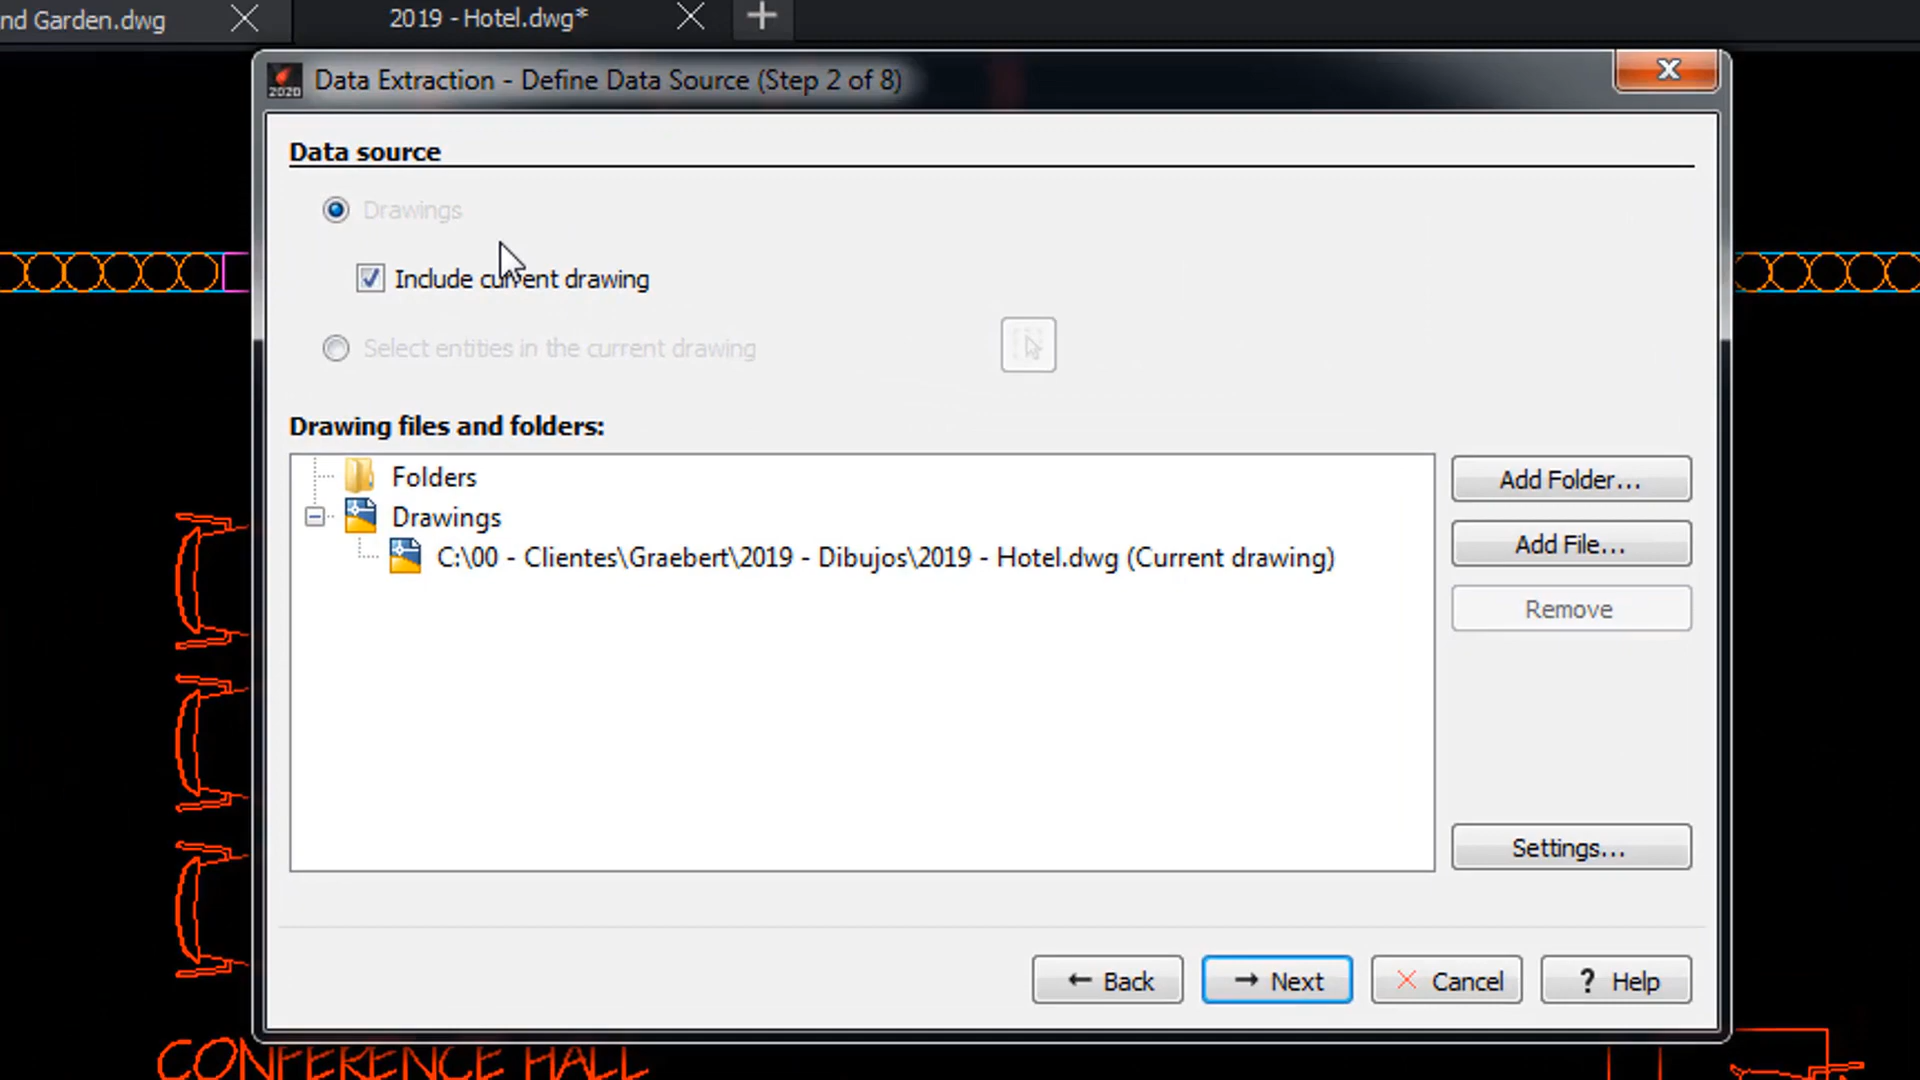 nd Garden.dwg
2019 - Hotel.dwg*
2020
Data Extraction - Define Data Source (Step 2 of 8)
Data source
Drawings
Include current drawing
Select entities in the current drawing
Drawing files and folders:
Folders
Drawings
C:\00 - Clientes\Graebert\2019 - Dibujos\2019 - Hotel.dwg (Current drawing)
Add Folder...
Add File...
Remove
Settings...
Back
Next
Cancel
? Help
CONFERENCE HALL